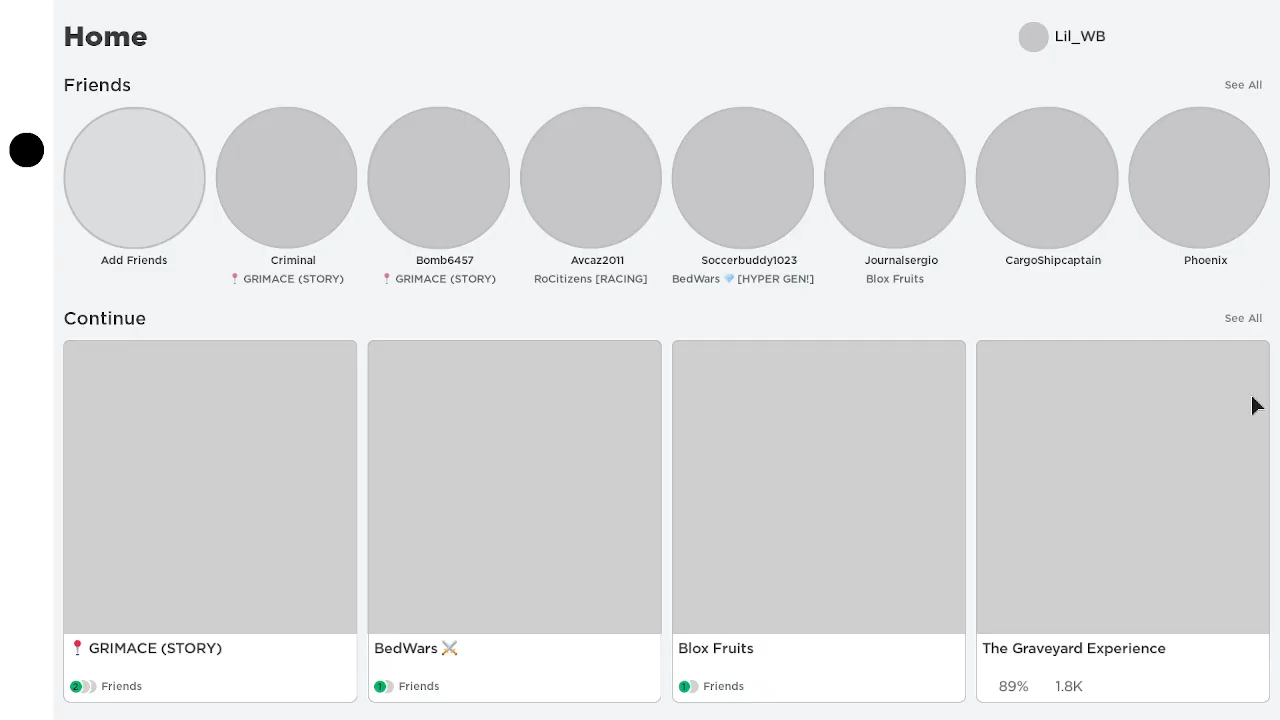 Home
Lil_WB
Friends
See All
Add Friends
Criminal
Bomb6457
Avcaz2011
Soccerbuddy1023
Journalsergio
CargoShipcaptain
Phoenix
📍 GRIMACE (STORY)
📍 GRIMACE (STORY)
RoCitizens [RACING]
BedWars 💎 [HYPER GEN!]
Blox Fruits
Continue
See All
📍 GRIMACE (STORY)
BedWars ⚔️
Blox Fruits
The Graveyard Experience
2 Friends
1 Friends
1 Friends
89% 1.8K